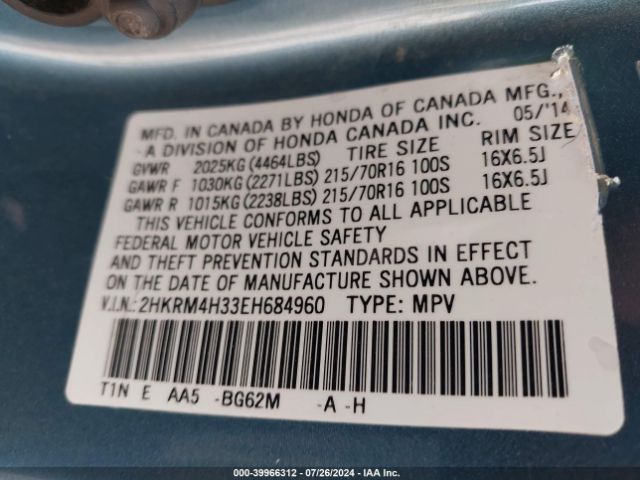 MFD. IN CANADA BY HONDA OF CANADA MFG.,
-A DIVISION OF HONDA CANADA INC. 05/'14
GVWR 2025KG (4464LBS) TIRE SIZE RIM SIZE
GAWR F 1030KG (2271LBS) 215/70R16 100S 16X6.5J
GAWR R 1015KG (2238LBS) 215/70R16 100S 16X6.5J
THIS VEHICLE CONFORMS TO ALL APPLICABLE
FEDERAL MOTOR VEHICLE SAFETY
AND THEFT PREVENTION STANDARDS IN EFFECT
ON THE DATE OF MANUFACTURE SHOWN ABOVE.
V.I.N.: 2HKRM4H33EH684960 TYPE: MPV
T1N E AA5 -BG62M -A -H
000-39966312 - 07/26/2024 - IAA Inc.